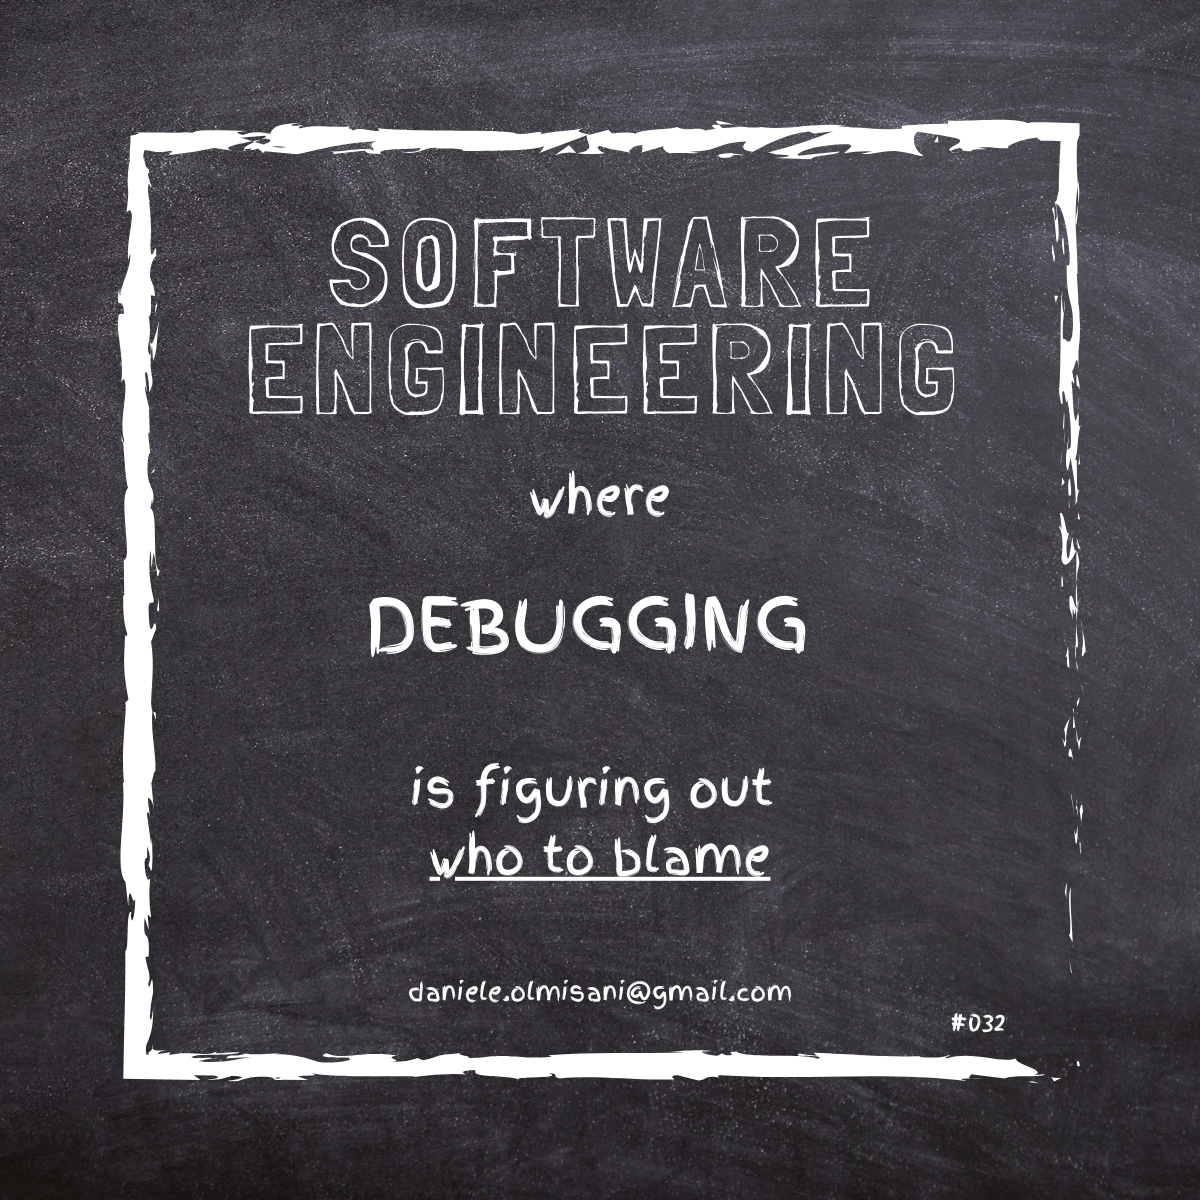 SOFTWARE
ENGINEERING
where
DEBUGGING
is figuring out
who to blame
daniele.olmisani@gmail.com
#032